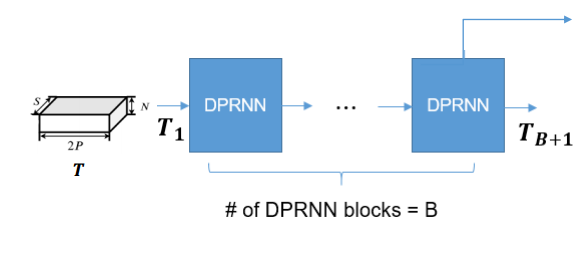 S
N
2P
T
T1
DPRNN
...
DPRNN
TB+1
# of DPRNN blocks = B